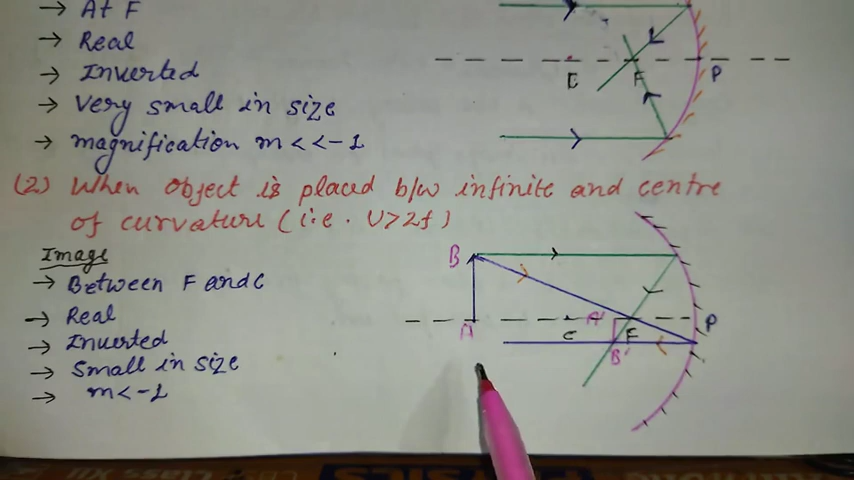 → At F
→ Real
→ Inverted
→ Very small in size
→ magnification m < < -1
C F P
(2) When object is placed b/w infinite and centre
of curvature (i.e. U>2f)
Image
→ Between F and C
→ Real
→ Inverted
→ Small in size
→ m < -1
B
A C A' F P
B'